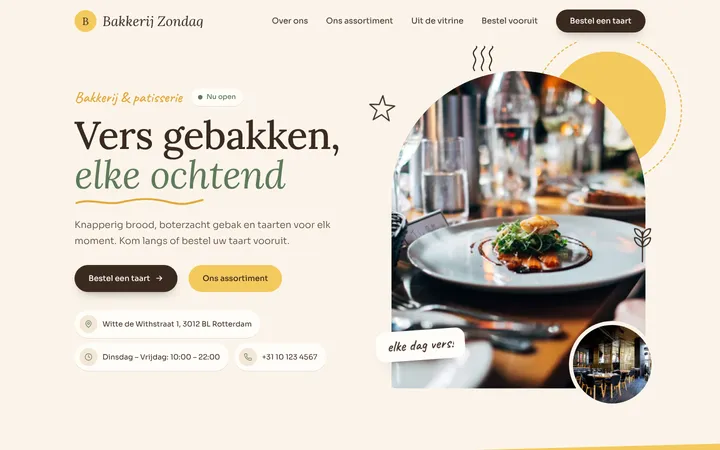 B Bakkerij Zondag
Over ons Ons assortiment Uit de vitrine Bestel vooruit Bestel een taart
Bakkerij & patisserie Nu open
Vers gebakken,
elke ochtend
Knapperig brood, boterzacht gebak en taarten voor elk
moment. Kom langs of bestel uw taart vooruit.
Bestel een taart → Ons assortiment
Witte de Withstraat 1, 3012 BL Rotterdam
Dinsdag – Vrijdag: 10:00 – 22:00 +31 10 123 4567
elke dag vers!